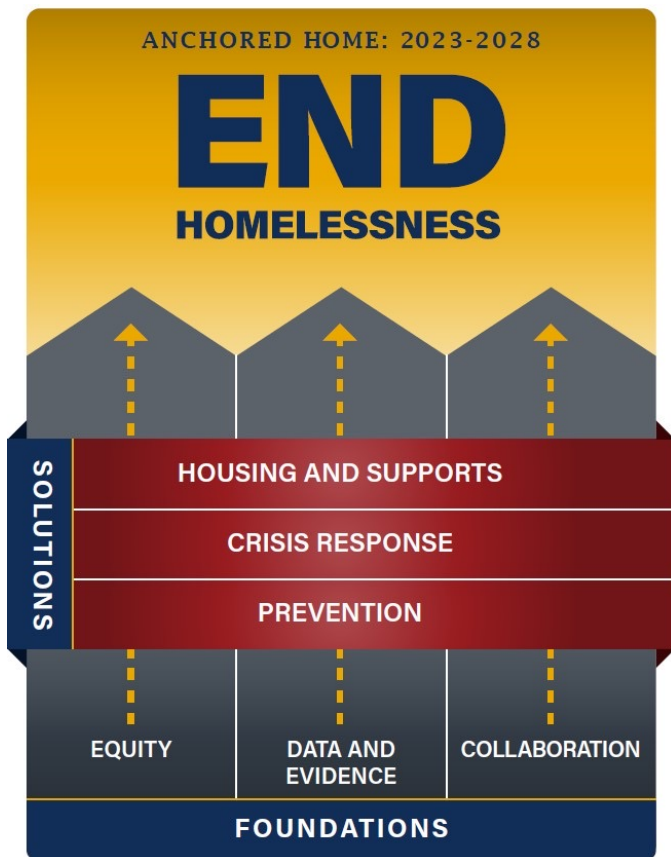 ANCHORED HOME: 2023-2028
END
HOMELESSNESS
SOLUTIONS
HOUSING AND SUPPORTS
CRISIS RESPONSE
PREVENTION
EQUITY
DATA AND
EVIDENCE
COLLABORATION
FOUNDATIONS